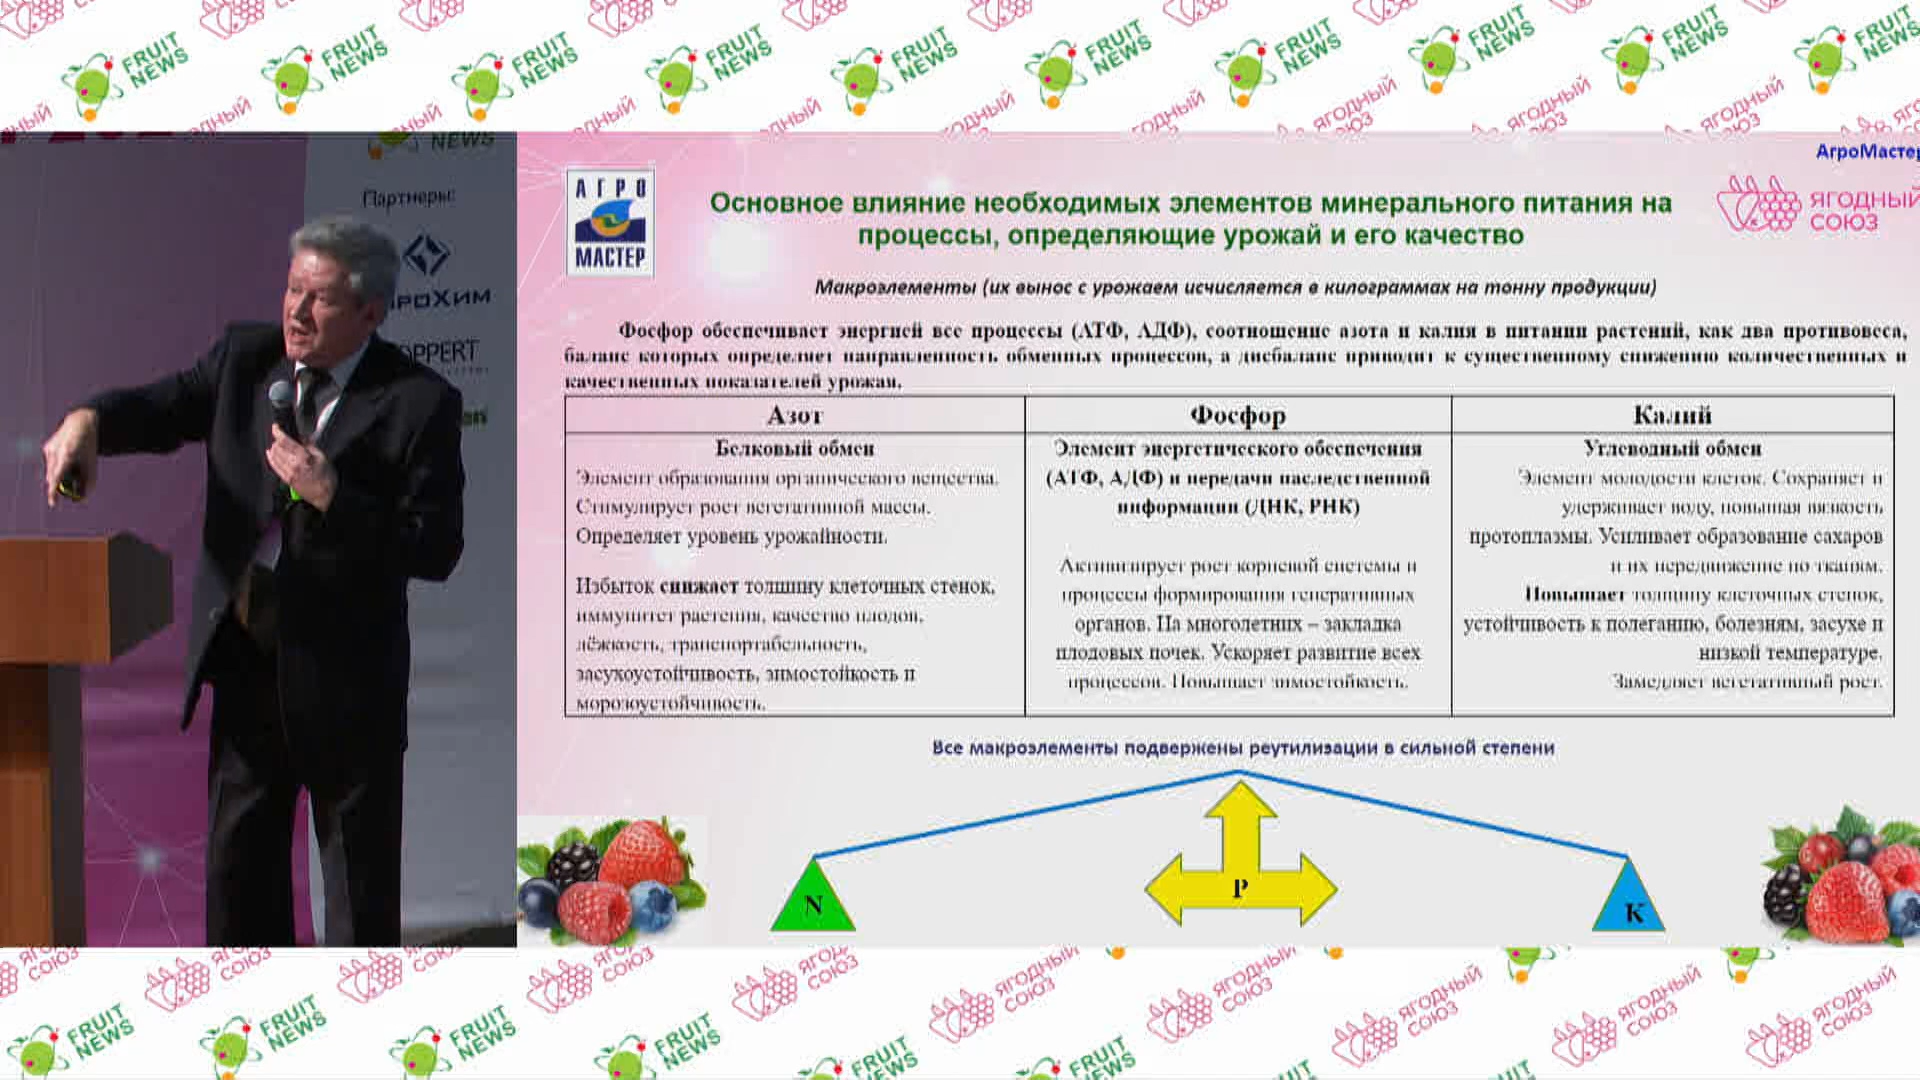 FRUIT NEWS
ЯГОДНЫЙ СОЮЗ
NEWS
Партнеры:
АГРО
МАСТЕР
АгроМастер
ЯГОДНЫЙ
СОЮЗ
Основное влияние необходимых элементов минерального питания на
процессы, определяющие урожай и его качество
Макроэлементы (их вынос с урожаем исчисляется в килограммах на тонну продукции)
Фосфор обеспечивает энергией все процессы (АТФ, АДФ), соотношение азота и калия в питании растений, как два противовеса,
баланс которых определяет направленность обменных процессов, а дисбаланс приводит к существенному снижению количественных и
качественных показателей урожая.
Азот
Белковый обмен
Элемент образования органического вещества.
Стимулирует рост вегетативной массы.
Определяет уровень урожайности.
Избыток снижает толщину клеточных стенок,
иммунитет растения, качество плодов,
лёжкость, транспортабельность,
засухоустойчивость, зимостойкость и
морозоустойчивость.
Фосфор
Элемент энергетического обеспечения
(АТФ, АДФ) и передачи наследственной
информации (ДНК, РНК)
Активизирует рост корневой системы и
процессы формирования генеративных
органов. На многолетних – закладка
плодовых почек. Ускоряет развитие всех
процессов. Повышает зимостойкость.
Калий
Углеводный обмен
Элемент молодости клеток. Сохраняет и
удерживает воду, повышая вязкость
протоплазмы. Усиливает образование сахаров
и их передвижение по тканям.
Повышает толщину клеточных стенок,
устойчивость к полеганию, болезням, засухе и
низкой температуре.
Замедляет вегетативный рост.
Все макроэлементы подвержены реутилизации в сильной степени
N
P
K